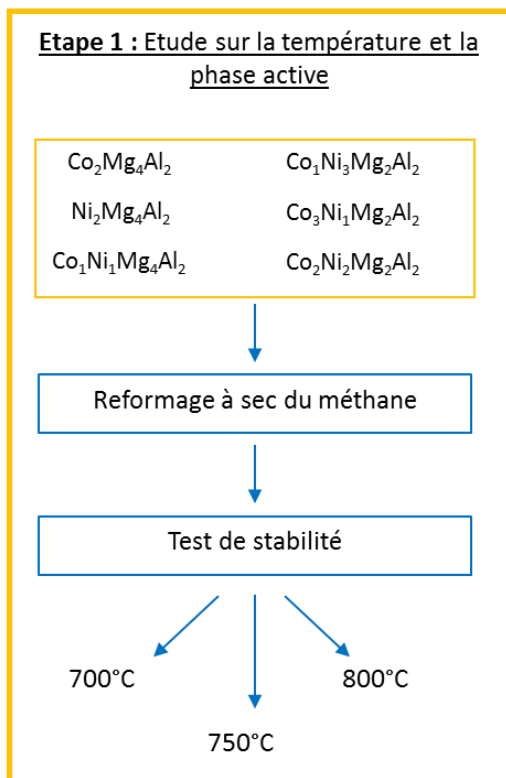 Etape 1 : Etude sur la température et la
phase active
Co₂Mg₄Al₂ Co₁Ni₃Mg₂Al₂
Ni₂Mg₄Al₂ Co₃Ni₁Mg₂Al₂
Co₁Ni₁Mg₄Al₂ Co₂Ni₂Mg₂Al₂
Reformage à sec du méthane
Test de stabilité
700°C 800°C
750°C